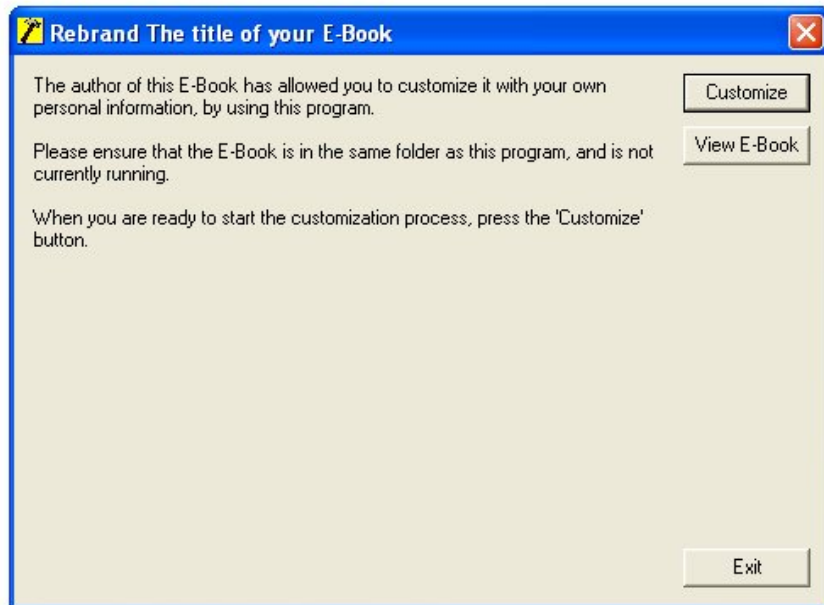 Rebrand The title of your E-Book
The author of this E-Book has allowed you to customize it with your own
personal information, by using this program.
Please ensure that the E-Book is in the same folder as this program, and is not
currently running.
When you are ready to start the customization process, press the 'Customize'
button.
Customize
View E-Book
Exit